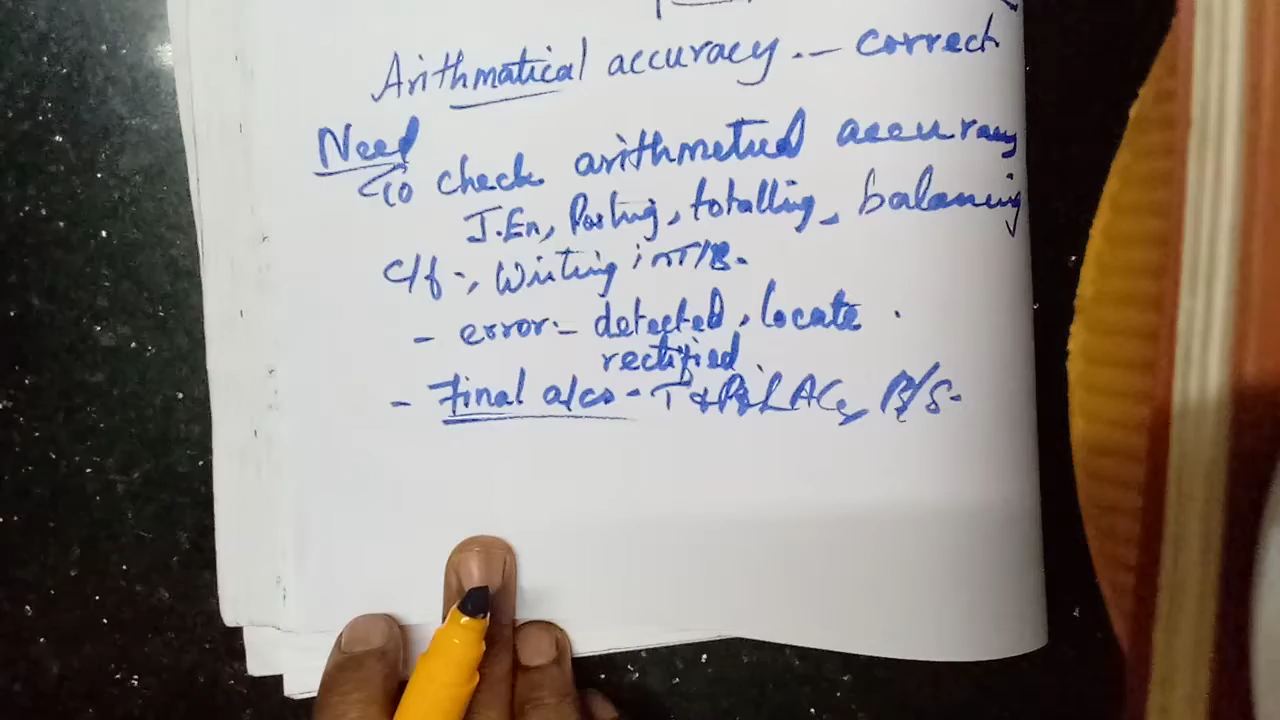 Arithmatical accuracy. - correct
Need
To check arithmetical accuracy
J.En, Posting, totalling, balancing
c/f -, Writing in T/B.
- error - detected, locate.
rectified
- Final a/cs - T & P&L ACs, B/S.